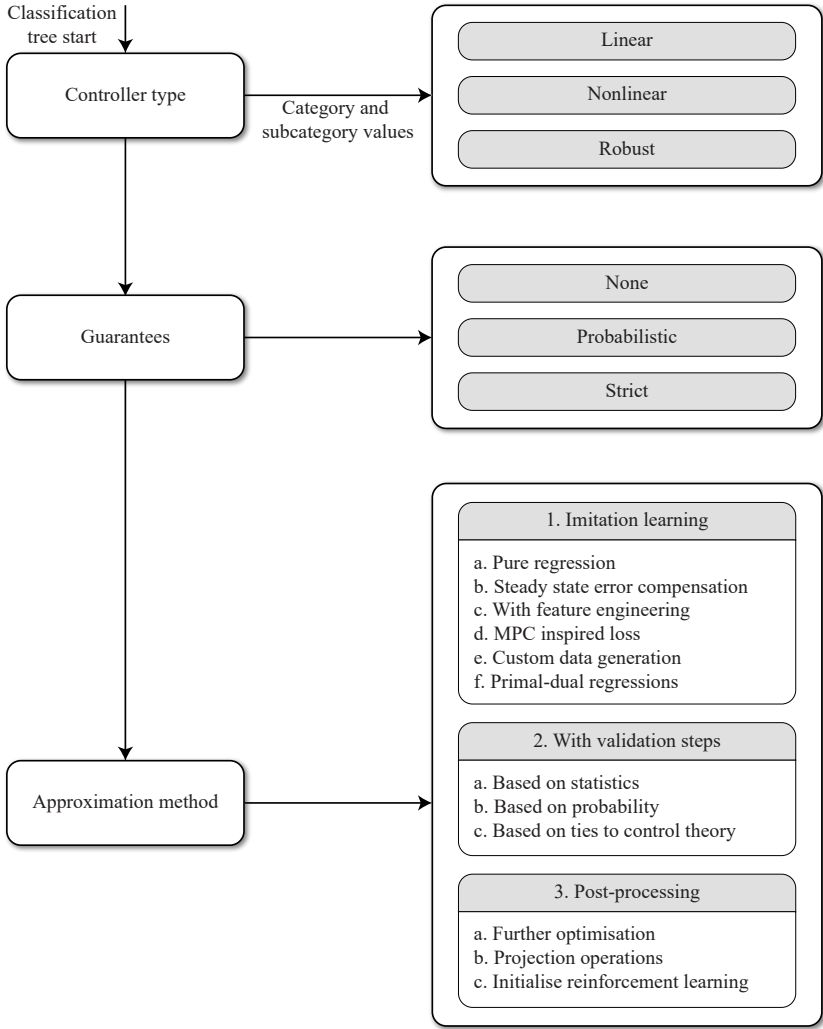 Classification
tree start
Controller type
Category and
subcategory values
Linear
Nonlinear
Robust
Guarantees
None
Probabilistic
Strict
Approximation method
1. Imitation learning
a. Pure regression
b. Steady state error compensation
c. With feature engineering
d. MPC inspired loss
e. Custom data generation
f. Primal-dual regressions
2. With validation steps
a. Based on statistics
b. Based on probability
c. Based on ties to control theory
3. Post-processing
a. Further optimisation
b. Projection operations
c. Initialise reinforcement learning